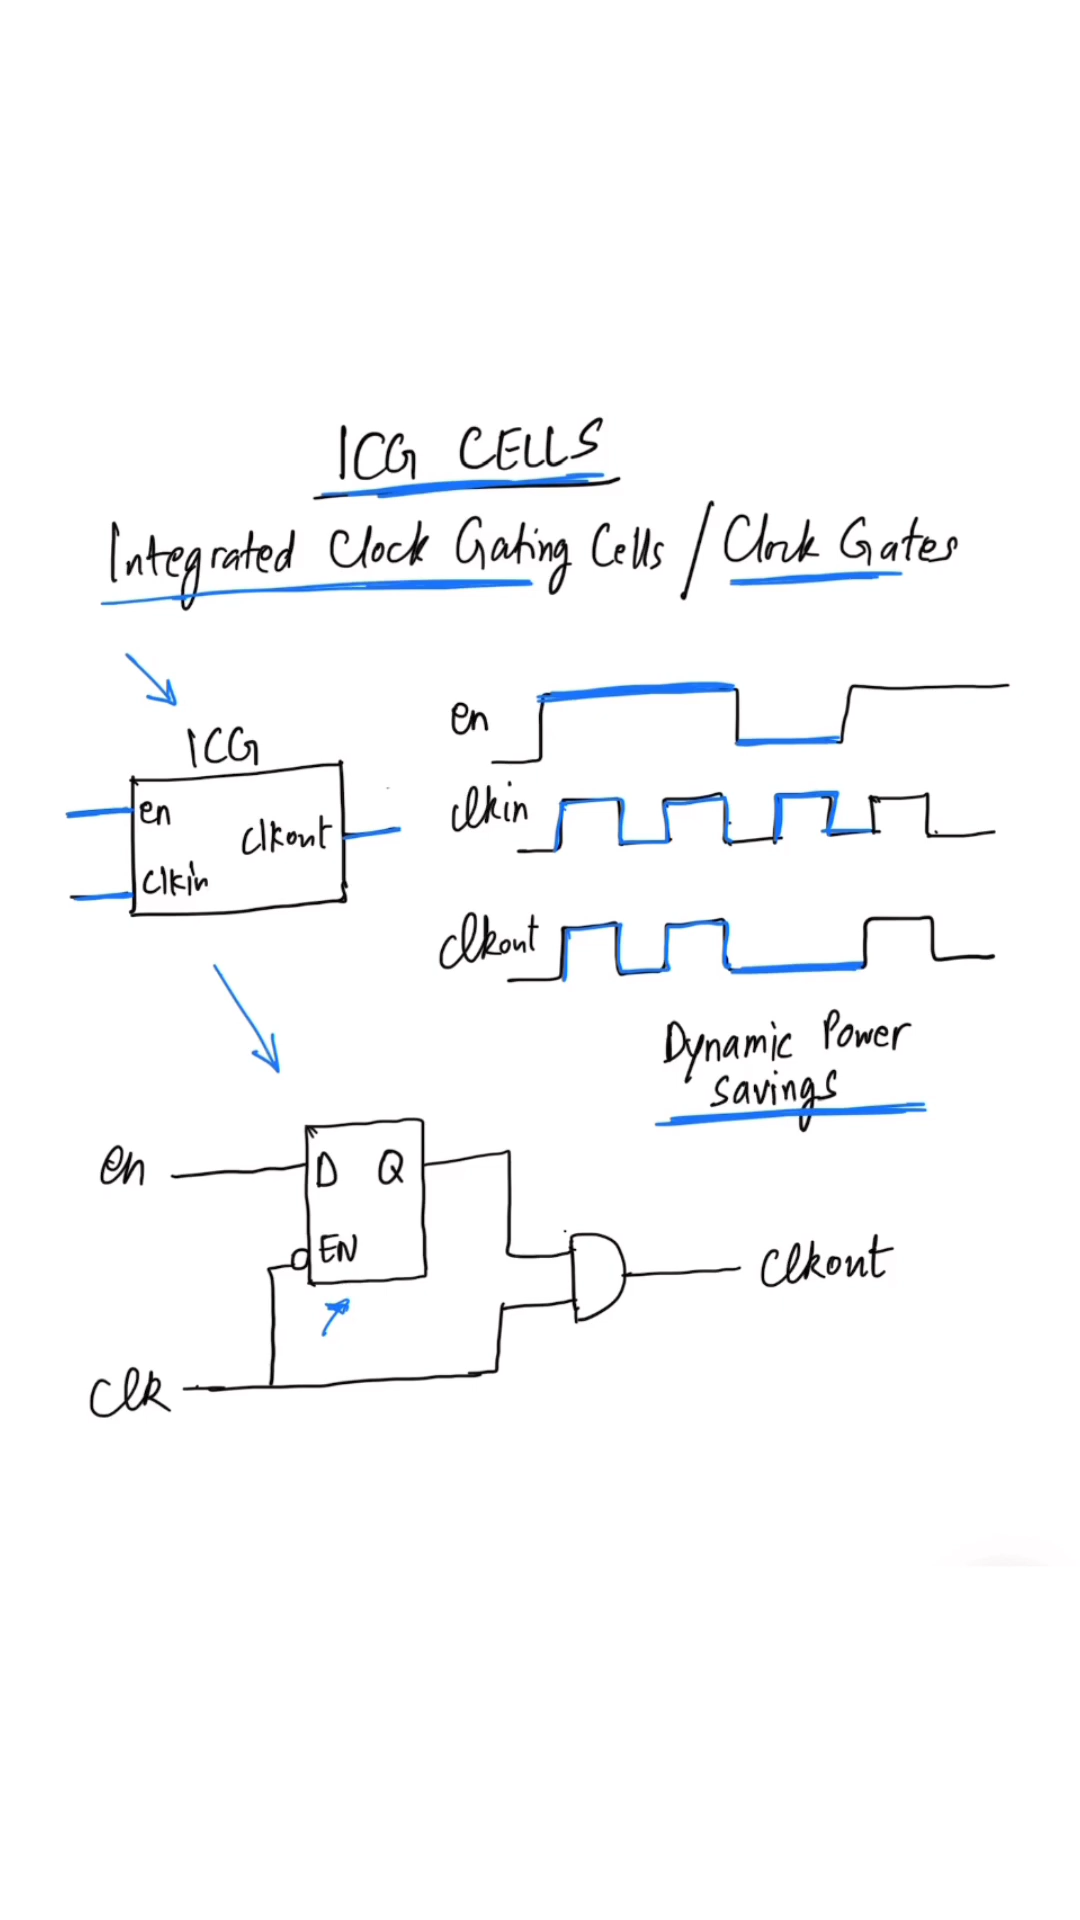 ICG CELLS
Integrated Clock Gating Cells / Clock Gates
ICG
en
clkout
clkin
en
clkin
clkout
Dynamic Power
savings
en
D Q
EN
clkout
clk